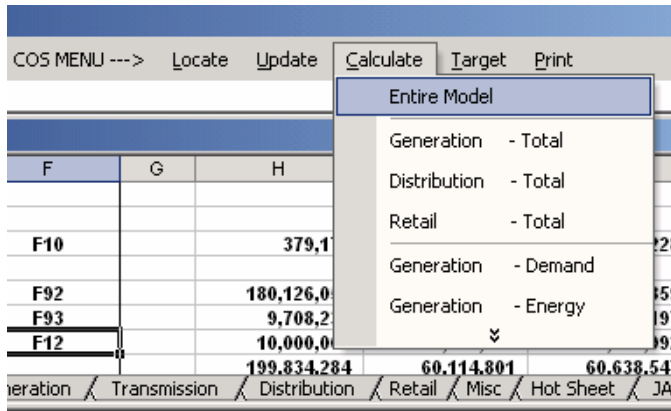 COS MENU ---> Locate Update Calculate Target Print
Entire Model
Generation - Total
Distribution - Total
Retail - Total
Generation - Demand
Generation - Energy
F G H
F10
F92
F93
F12
199,834,284 60,114,801
Transmission Distribution Retail Misc Hot Sheet